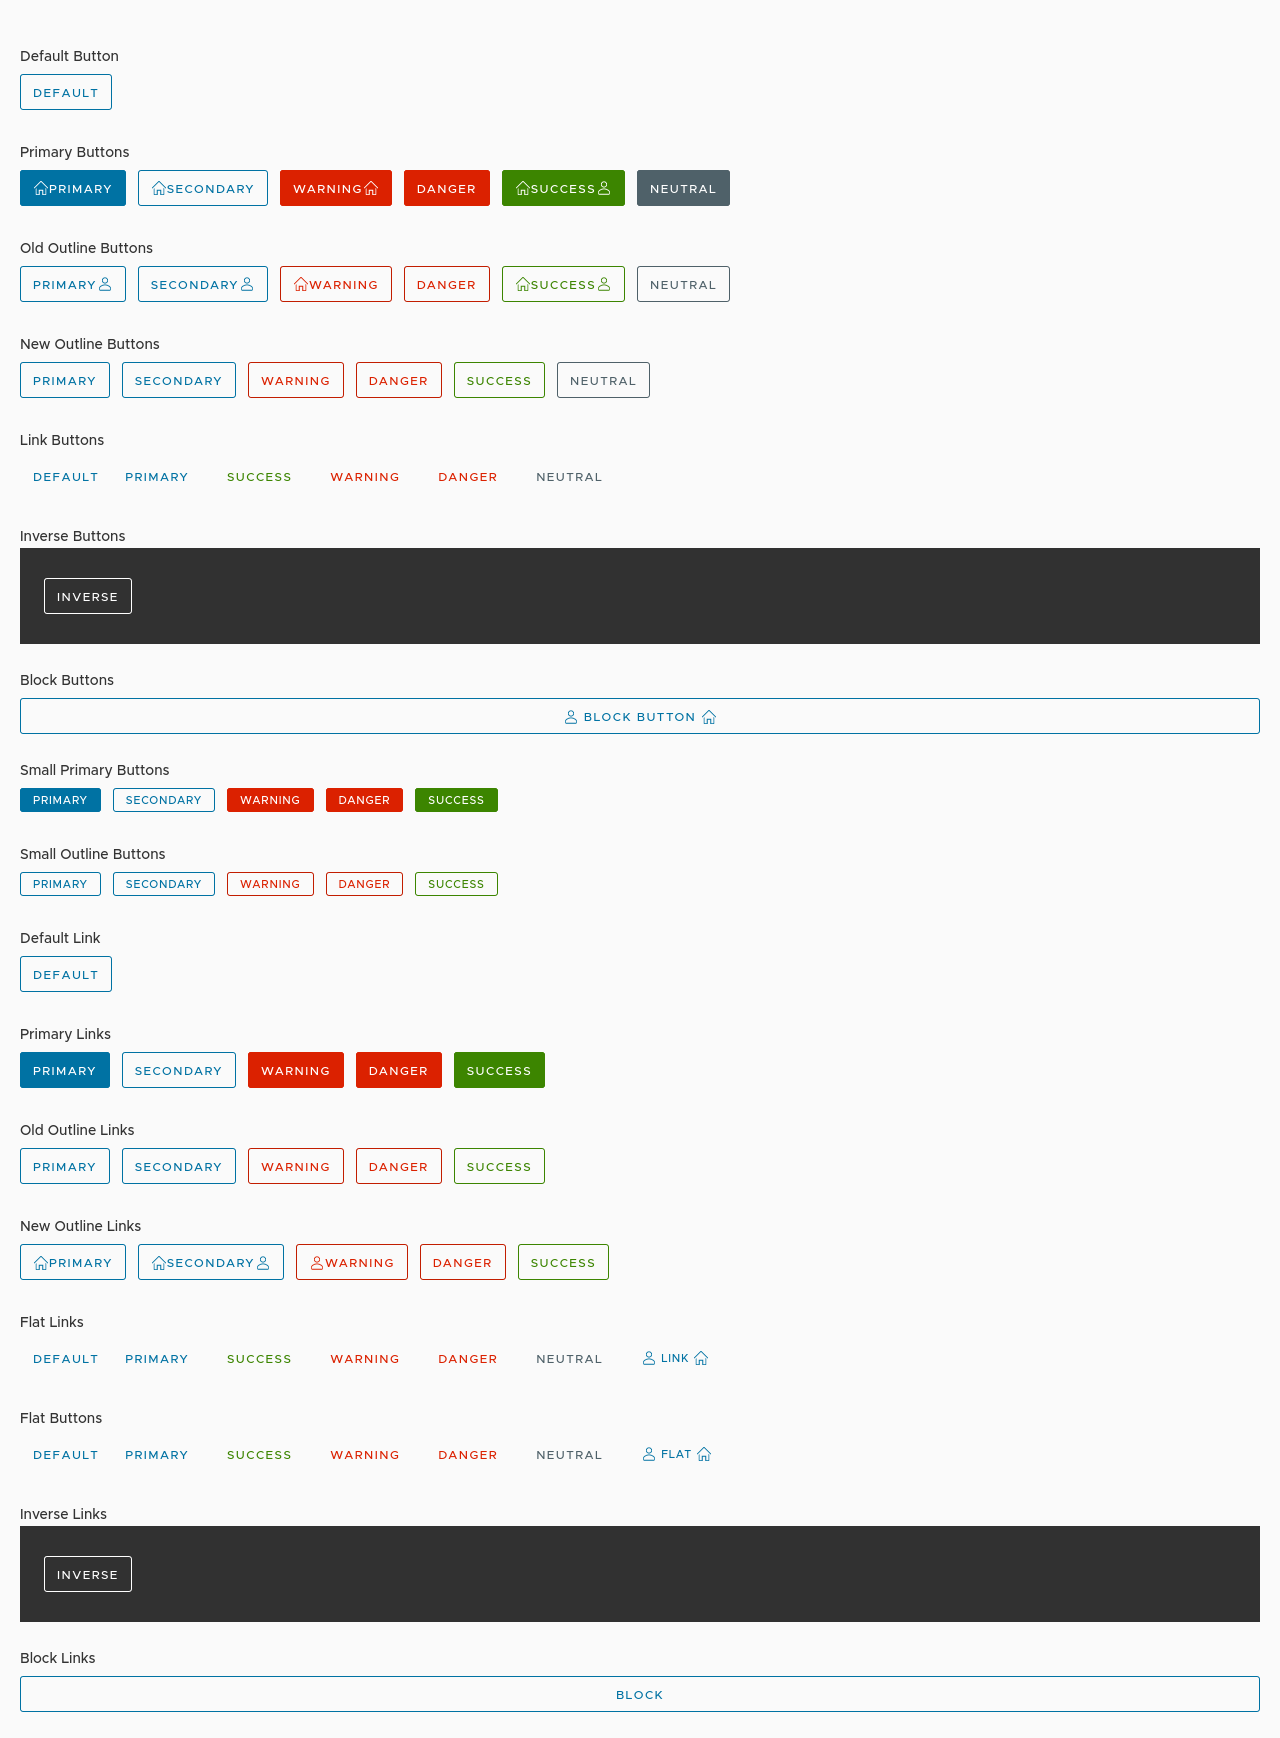 Default Button
DEFAULT
Primary Buttons
PRIMARY SECONDARY WARNING DANGER SUCCESS NEUTRAL
Old Outline Buttons
PRIMARY SECONDARY WARNING DANGER SUCCESS NEUTRAL
New Outline Buttons
PRIMARY SECONDARY WARNING DANGER SUCCESS NEUTRAL
Link Buttons
DEFAULT PRIMARY SUCCESS WARNING DANGER NEUTRAL
Inverse Buttons
INVERSE
Block Buttons
BLOCK BUTTON
Small Primary Buttons
PRIMARY SECONDARY WARNING DANGER SUCCESS
Small Outline Buttons
PRIMARY SECONDARY WARNING DANGER SUCCESS
Default Link
DEFAULT
Primary Links
PRIMARY SECONDARY WARNING DANGER SUCCESS
Old Outline Links
PRIMARY SECONDARY WARNING DANGER SUCCESS
New Outline Links
PRIMARY SECONDARY WARNING DANGER SUCCESS
Flat Links
DEFAULT PRIMARY SUCCESS WARNING DANGER NEUTRAL LINK
Flat Buttons
DEFAULT PRIMARY SUCCESS WARNING DANGER NEUTRAL FLAT
Inverse Links
INVERSE
Block Links
BLOCK